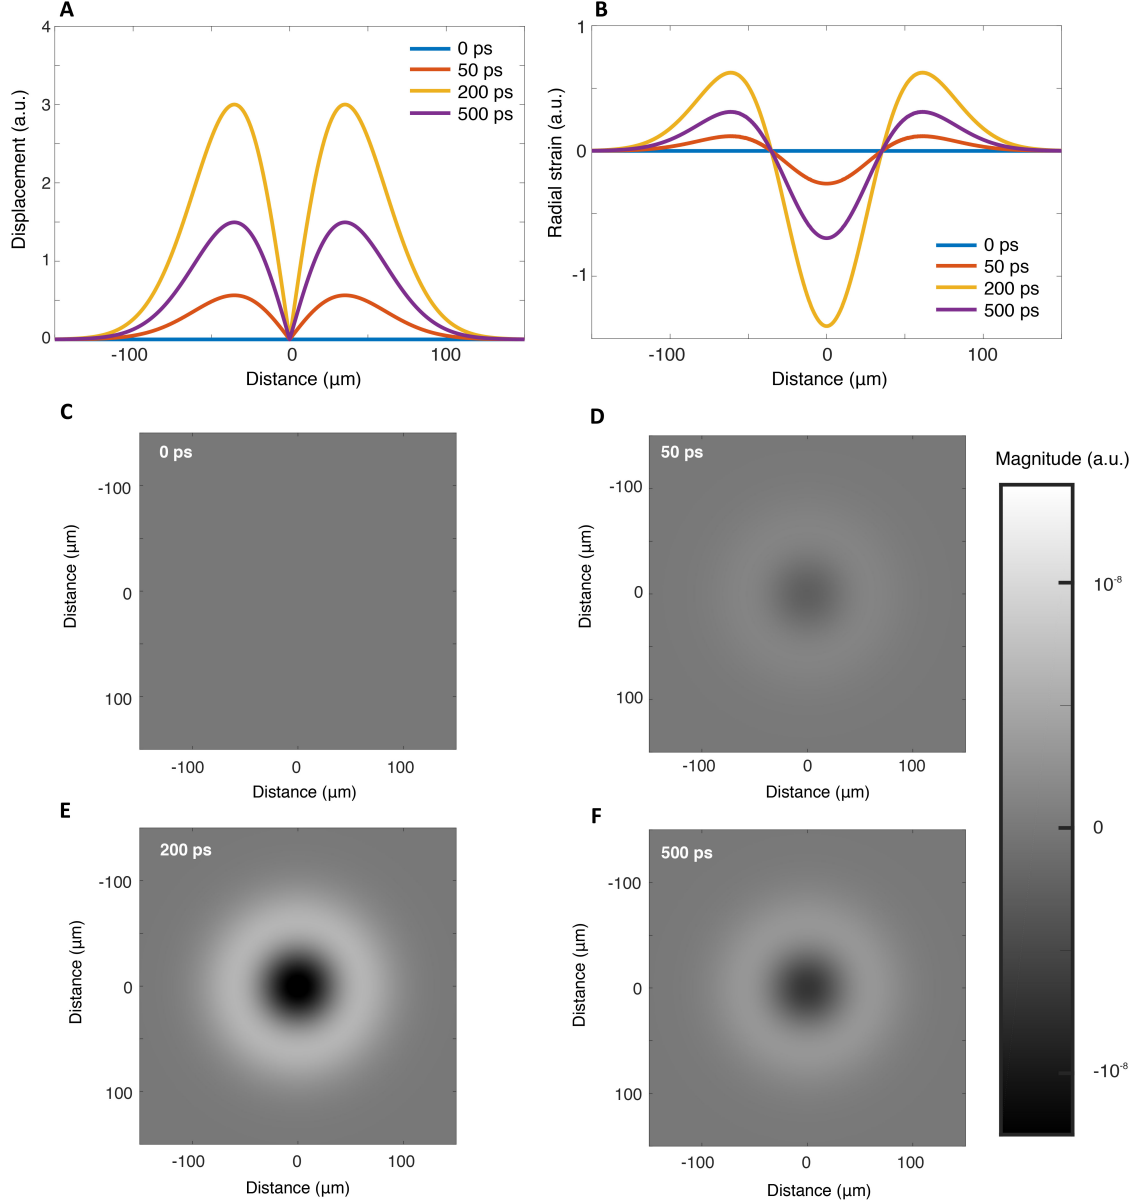 A
4
3
2
1
0
-100
0
100
Displacement (a.u.)
Distance (µm)
0 ps
50 ps
200 ps
500 ps
B
1
0
-1
-100
0
100
Radial strain (a.u.)
Distance (µm)
0 ps
50 ps
200 ps
500 ps
C
0 ps
-100
0
100
Distance (µm)
-100
0
100
Distance (µm)
D
50 ps
-100
0
100
Distance (µm)
-100
0
100
Distance (µm)
Magnitude (a.u.)
10⁻⁸
0
-10⁻⁸
E
200 ps
-100
0
100
Distance (µm)
-100
0
100
Distance (µm)
F
500 ps
-100
0
100
Distance (µm)
-100
0
100
Distance (µm)